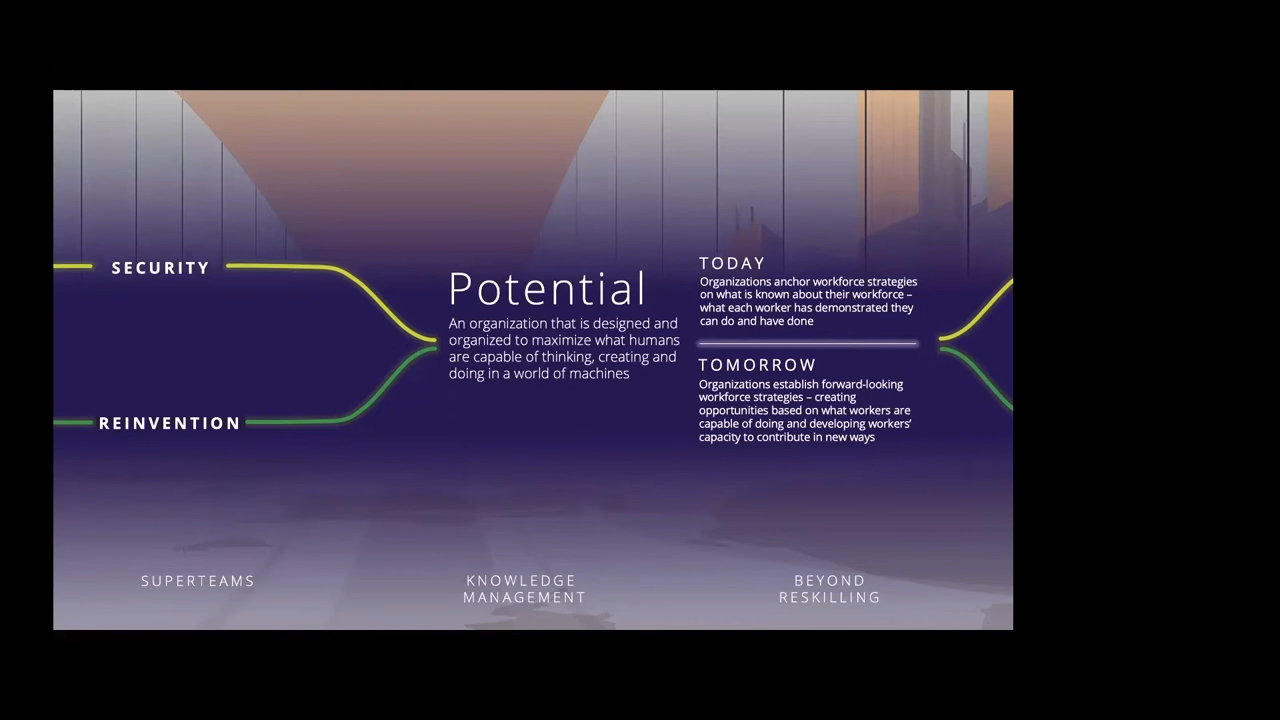 SECURITY
REINVENTION
Potential
An organization that is designed and
organized to maximize what humans
are capable of thinking, creating and
doing in a world of machines
TODAY
Organizations anchor workforce strategies
on what is known about their workforce –
what each worker has demonstrated they
can do and have done
TOMORROW
Organizations establish forward-looking
workforce strategies – creating
opportunities based on what workers are
capable of doing and developing workers’
capacity to contribute in new ways
SUPERTEAMS
KNOWLEDGE
MANAGEMENT
BEYOND
RESKILLING